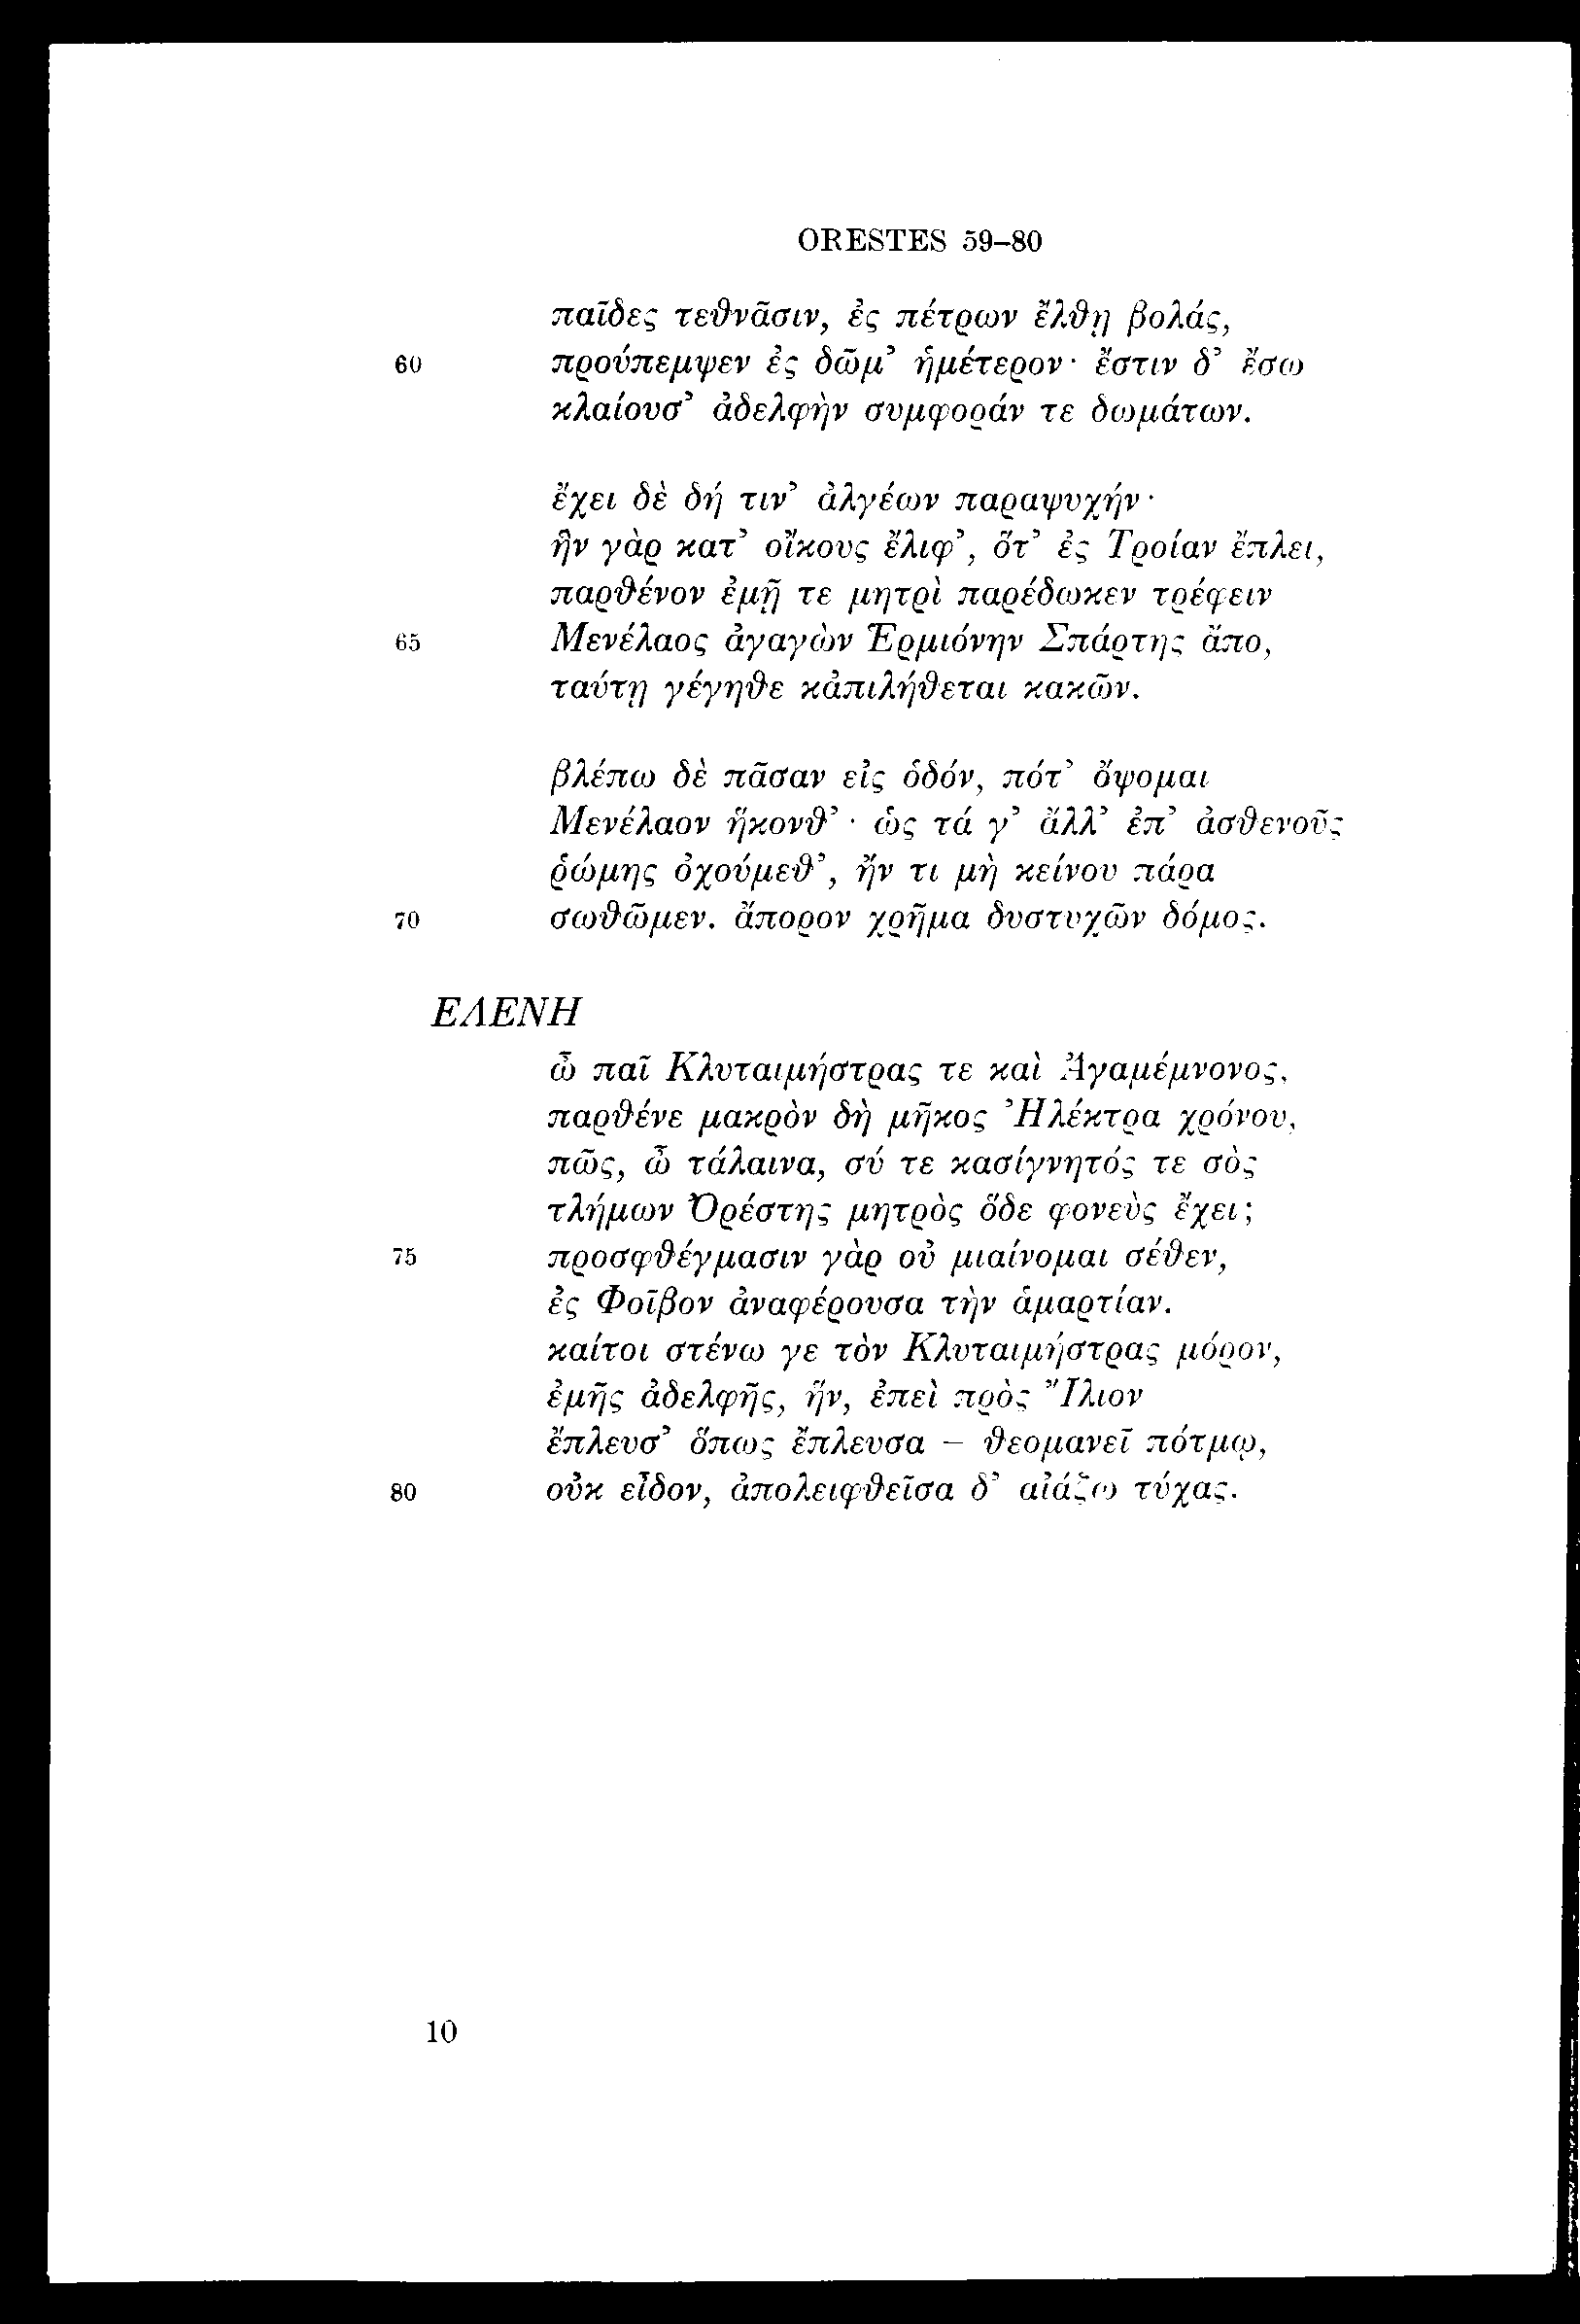 ORESTES 59–80
παῖδες τεθνᾶσιν, ἐς πέτρων ἔλθῃ βολάς,
60 προύπεμψεν ἐς δῶμ’ ἡμέτερον· ἔστιν δ’ ἔσω
κλαίουσ’ ἀδελφὴν συμφοράν τε δωμάτων.
ἔχει δὲ δή τιν’ ἀλγέων παραψυχήν·
ἣν γὰρ κατ’ οἴκους ἔλιφ’, ὅτ’ ἐς Τροίαν ἔπλει,
παρθένον ἐμῇ τε μητρὶ παρέδωκεν τρέφειν
65 Μενέλαος ἀγαγὼν Ἑρμιόνην Σπάρτης ἄπο,
ταύτῃ γέγηθε κἀπιλήθεται κακῶν.
βλέπω δὲ πᾶσαν εἰς ὁδόν, πότ’ ὄψομαι
Μενέλαον ἥκονθ’· ὡς τά γ’ ἄλλ’ ἐπ’ ἀσθενοῦς
ῥώμης ὀχούμεθ’, ἤν τι μὴ κείνου πάρα
70 σωθῶμεν. ἄπορον χρῆμα δυστυχῶν δόμος.
ΕΛΕΝΗ
ὦ παῖ Κλυταιμήστρας τε καὶ Ἀγαμέμνονος,
παρθένε μακρὸν δὴ μῆκος Ἠλέκτρα χρόνου,
πῶς, ὦ τάλαινα, σύ τε κασίγνητός τε σὸς
τλήμων Ὀρέστης μητρὸς ὅδε φονεὺς ἔχει;
75 προσφθέγμασιν γὰρ οὐ μιαίνομαι σέθεν,
ἐς Φοῖβον ἀναφέρουσα τὴν ἁμαρτίαν.
καίτοι στένω γε τὸν Κλυταιμήστρας μόρον,
ἐμῆς ἀδελφῆς, ἥν, ἐπεὶ πρὸς Ἴλιον
ἔπλευσ’ ὅπως ἔπλευσα – θεομανεῖ πότμῳ,
80 οὐκ εἶδον, ἀπολειφθεῖσα δ’ αἰάζω τύχας.
10